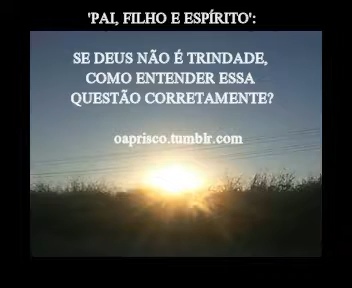 'PAI, FILHO E ESPÍRITO':
SE DEUS NÃO É TRINDADE,
COMO ENTENDER ESSA
QUESTÃO CORRETAMENTE?
oaprisco.tumblr.com